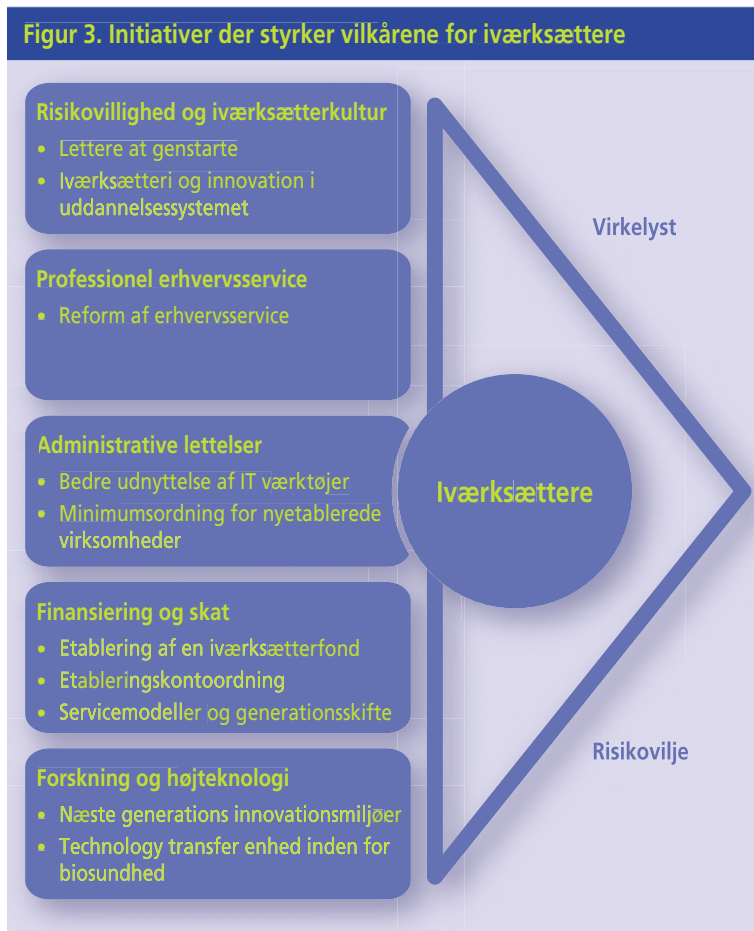 Figur 3. Initiativer der styrker vilkårene for iværksættere
Risikovillighed og iværksætterkultur
• Lettere at genstarte
• Iværksætteri og innovation i
uddannelsessystemet
Professionel erhvervsservice
• Reform af erhvervsservice
Administrative lettelser
• Bedre udnyttelse af IT værktøjer
• Minimumsordning for nyetablerede
virksomheder
Finansiering og skat
• Etablering af en iværksætterfond
• Etableringskontoordning
• Servicemodeller og generationsskifte
Forskning og højteknologi
• Næste generations innovationsmiljøer
• Technology transfer enhed inden for
biosundhed
Virkelyst
Iværksættere
Risikovilje